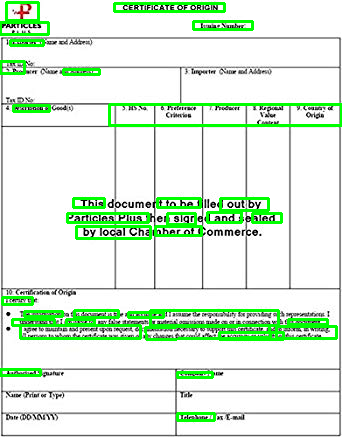 CERTIFICATE OF ORIGIN
PARTICLES
PLUS
Issuing Number:
1. Exporter (Name and Address)
Tax ID No:
2. Producer (Name and Address)
3. Importer (Name and Address)
Tax ID No:
4. Description of Good(s)
5. HS No.
6. Preference Criterion
7. Producer
8. Regional Value Content
9. Country of Origin
This document to be filled out by
Particles Plus then signed and sealed
by local Chamber of Commerce.
10: Certification of Origin
I certify that:
The information on this document is true and accurate and I assume the responsibility for providing such representations. I
understand that I am liable for any false statements or material omissions made on or in connection with this document.
I agree to maintain and present upon request, documentation necessary to support this certificate, and to inform, in writing,
all persons to whom the certificate was given of any changes that could affect the accuracy or validity of this certificate.
Authorized Signature
Company Name
Name (Print or Type)
Title
Date (DD/MM/YY)
Telephone / Fax /E-mail